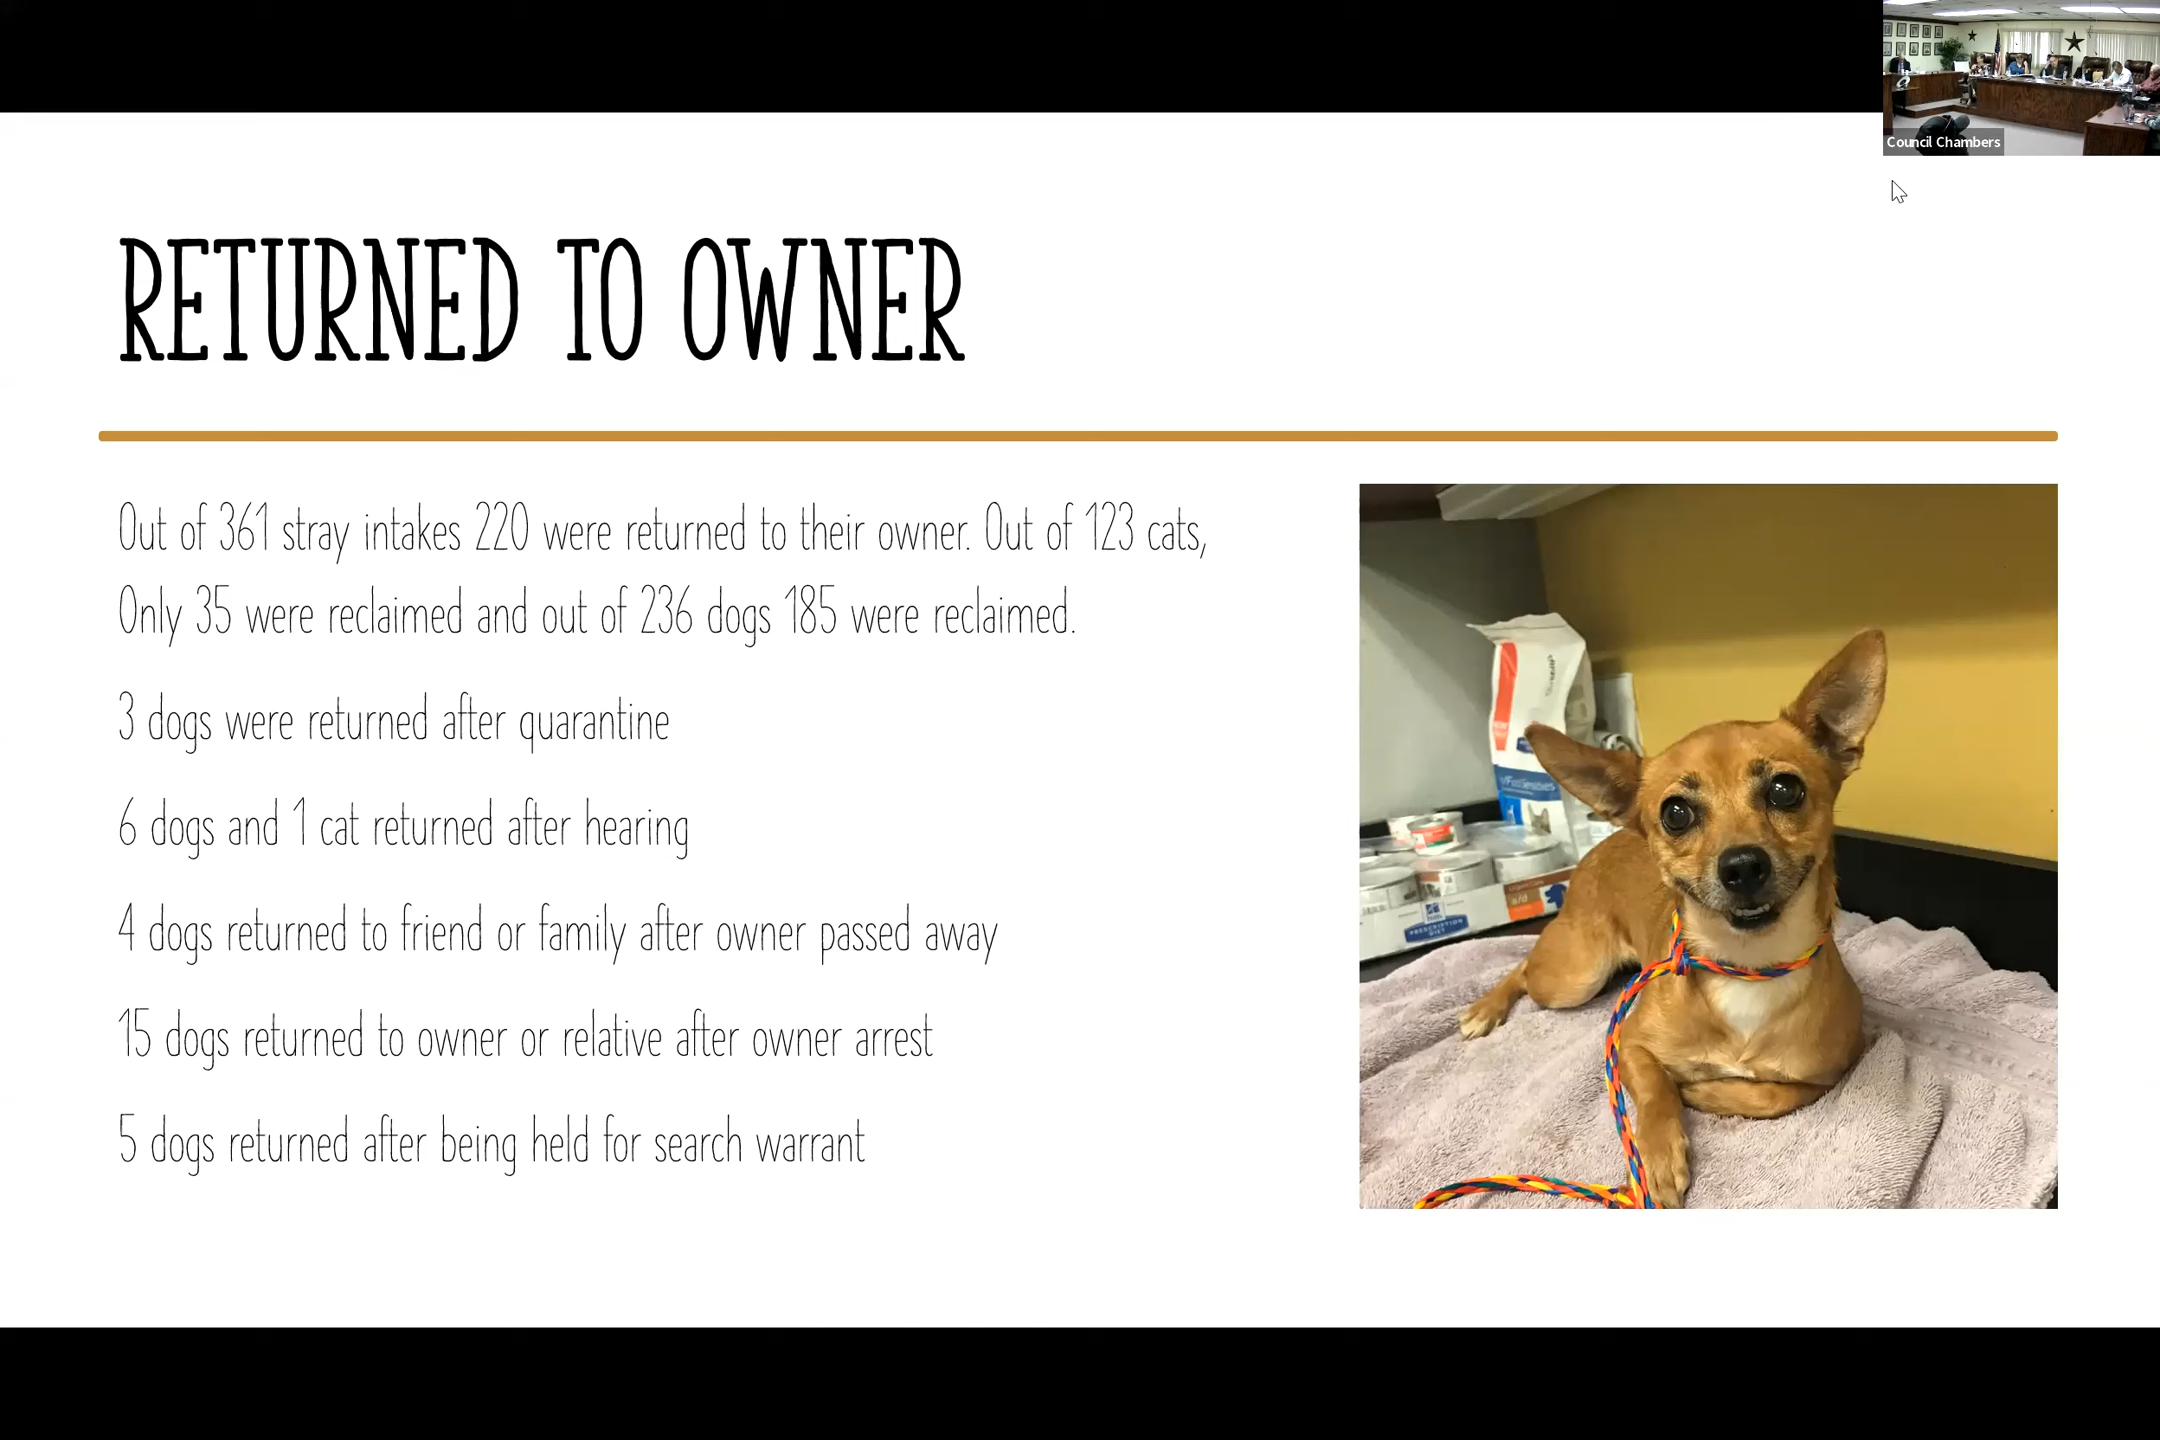 Council Chambers
RETURNED TO OWNER
Out of 361 stray intakes 220 were returned to their owner. Out of 123 cats,
Only 35 were reclaimed and out of 236 dogs 185 were reclaimed.
3 dogs were returned after quarantine
6 dogs and 1 cat returned after hearing
4 dogs returned to friend or family after owner passed away
15 dogs returned to owner or relative after owner arrest
5 dogs returned after being held for search warrant
PRESCRIPTION
DIET